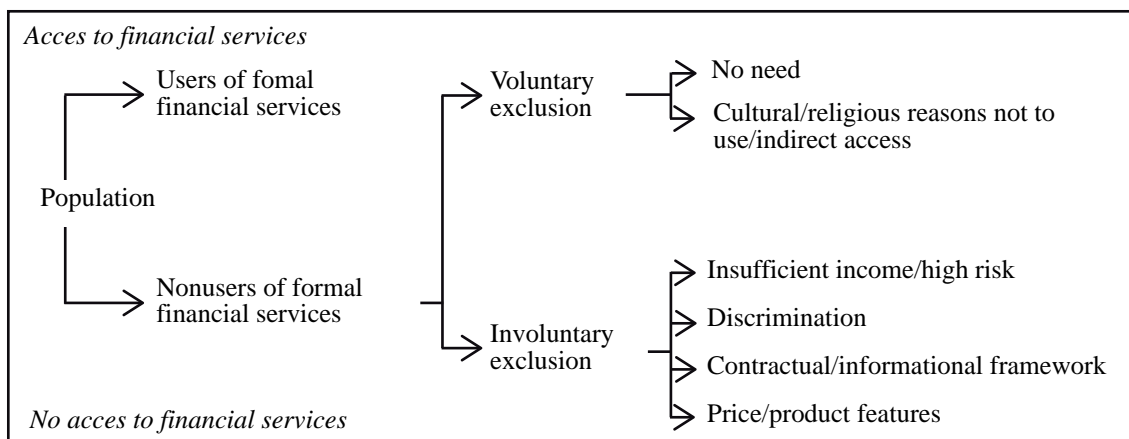 Acces to financial services
Users of fomal
financial services
Population
Nonusers of formal
financial services
Voluntary
exclusion
Involuntary
exclusion
No need
Cultural/religious reasons not to
use/indirect access
Insufficient income/high risk
Discrimination
Contractual/informational framework
Price/product features
No acces to financial services